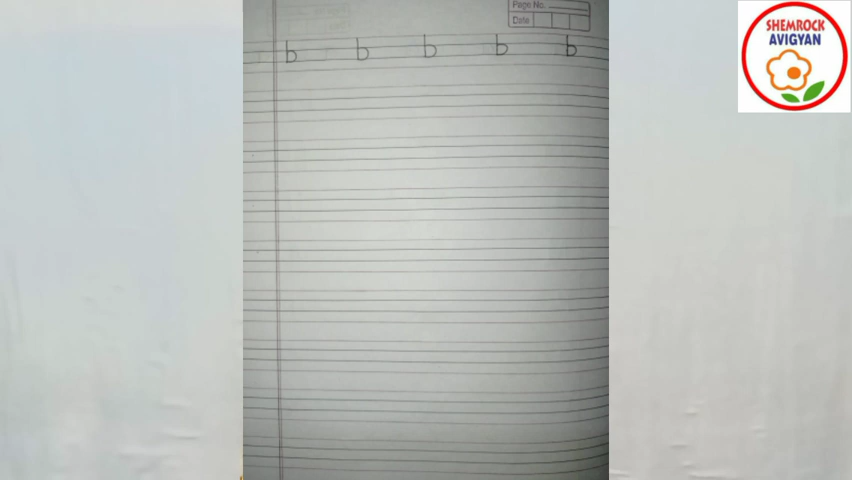 Page No.
Date
b b b b b
SHEMROCK
AVIGYAN